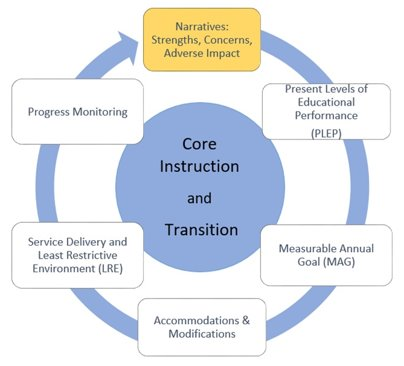 Narratives:
Strengths, Concerns,
Adverse Impact
Present Levels of
Educational
Performance
(PLEP)
Measurable Annual
Goal (MAG)
Accommodations &
Modifications
Service Delivery and
Least Restrictive
Environment (LRE)
Progress Monitoring
Core
Instruction
and
Transition